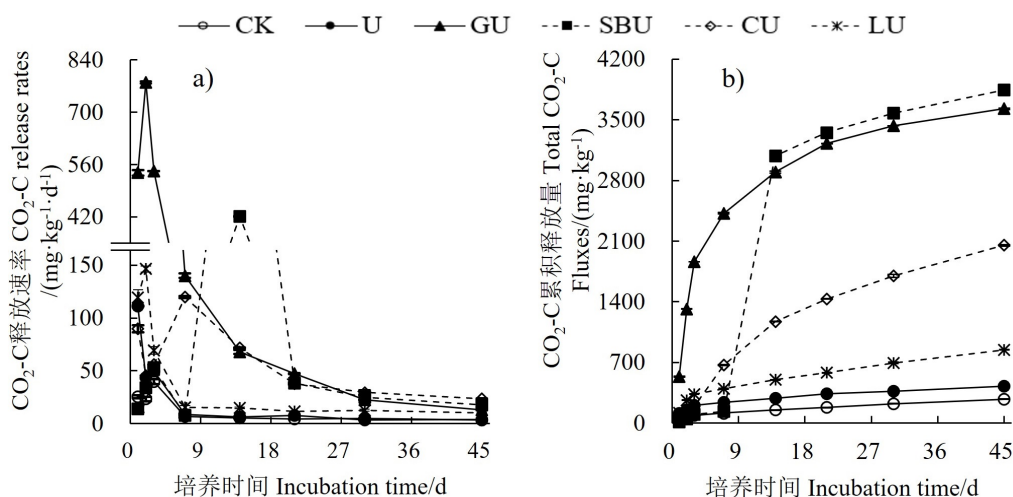 CK U GU SBU CU LU
CO₂-C释放速率 CO₂-C release rates
/(mg·kg⁻¹·d⁻¹)
a)
840
700
560
420
150
100
50
0
0 9 18 27 36 45
培养时间 Incubation time/d
CO₂-C累积释放量 Total CO₂-C
Fluxes/(mg·kg⁻¹)
b)
4200
3500
2800
2100
1400
700
0
0 9 18 27 36 45
培养时间 Incubation time/d